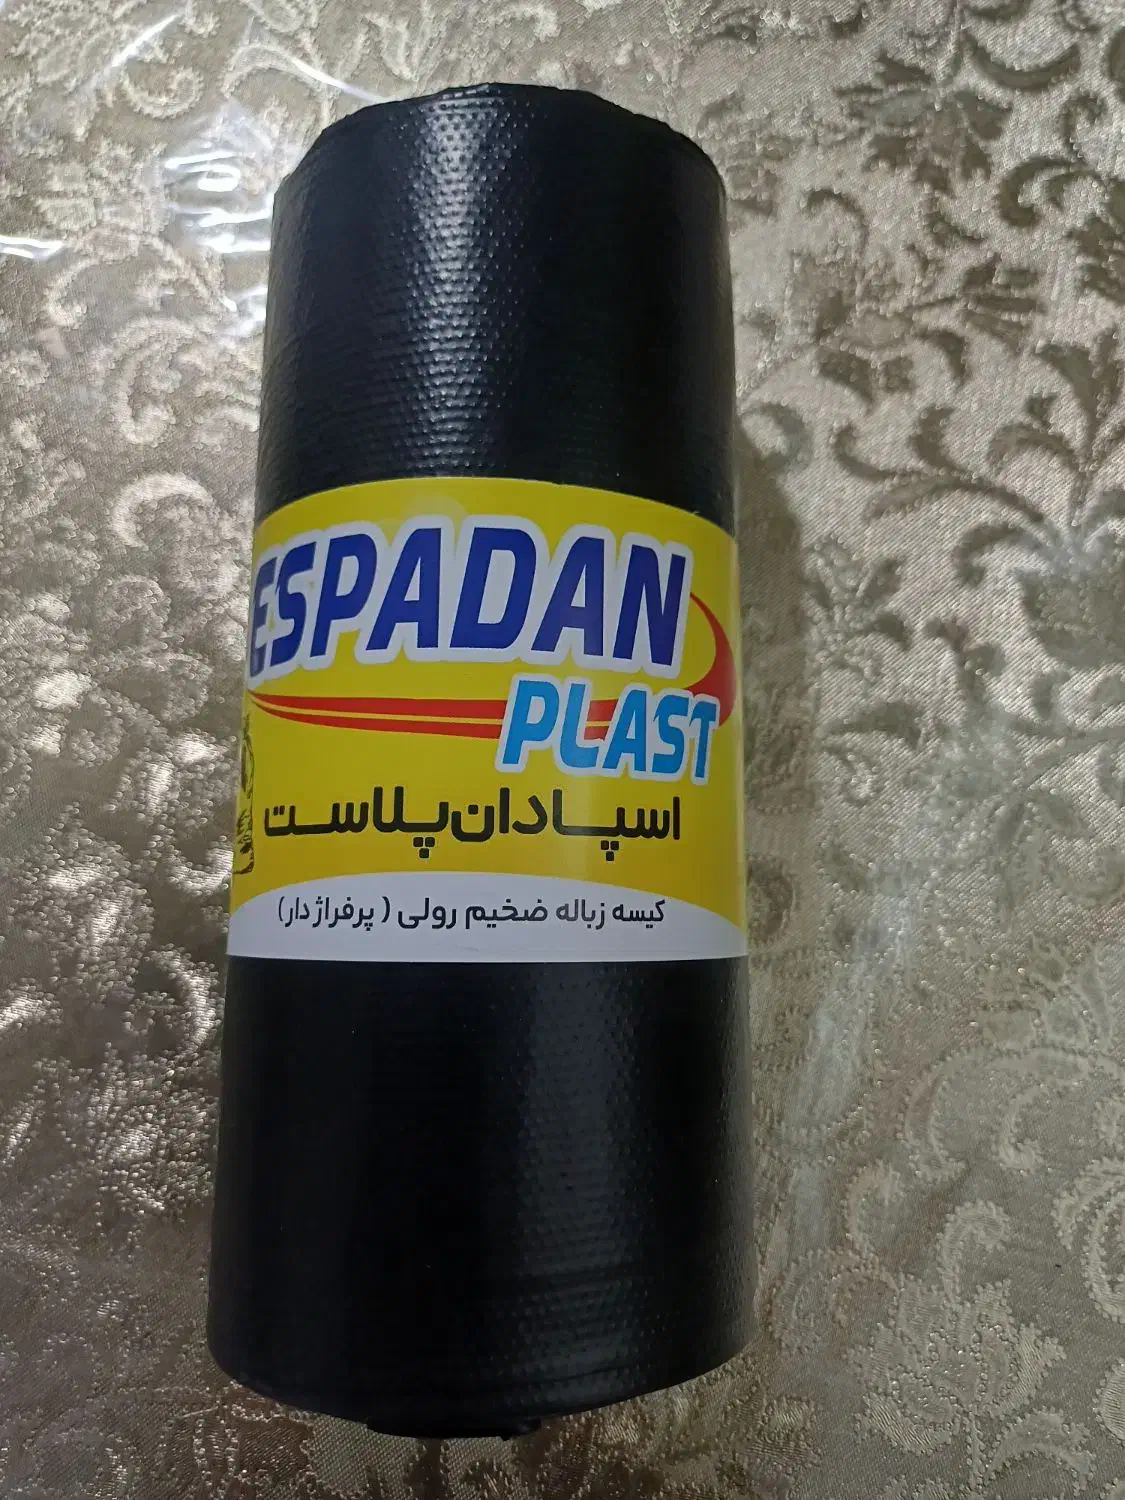 ESPADAN
PLAST
اسپادان پلاست
کیسه زباله ضخیم رولی ( پرفراژ دار)